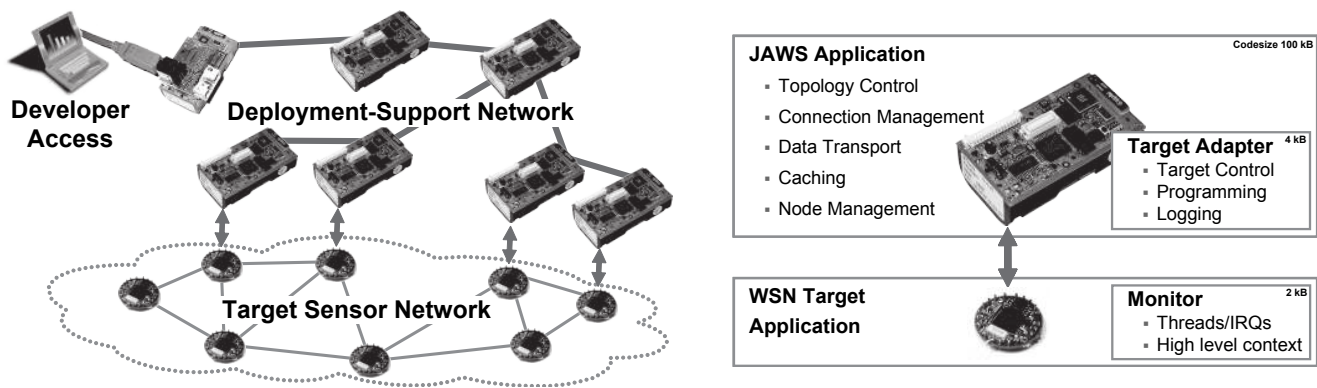 Developer
Access
Deployment-Support Network
Target Sensor Network
JAWS Application
Codesize 100 kB
▪ Topology Control
▪ Connection Management
▪ Data Transport
▪ Caching
▪ Node Management
Target Adapter
4 kB
▪ Target Control
▪ Programming
▪ Logging
WSN Target
Application
Monitor
2 kB
▪ Threads/IRQs
▪ High level context